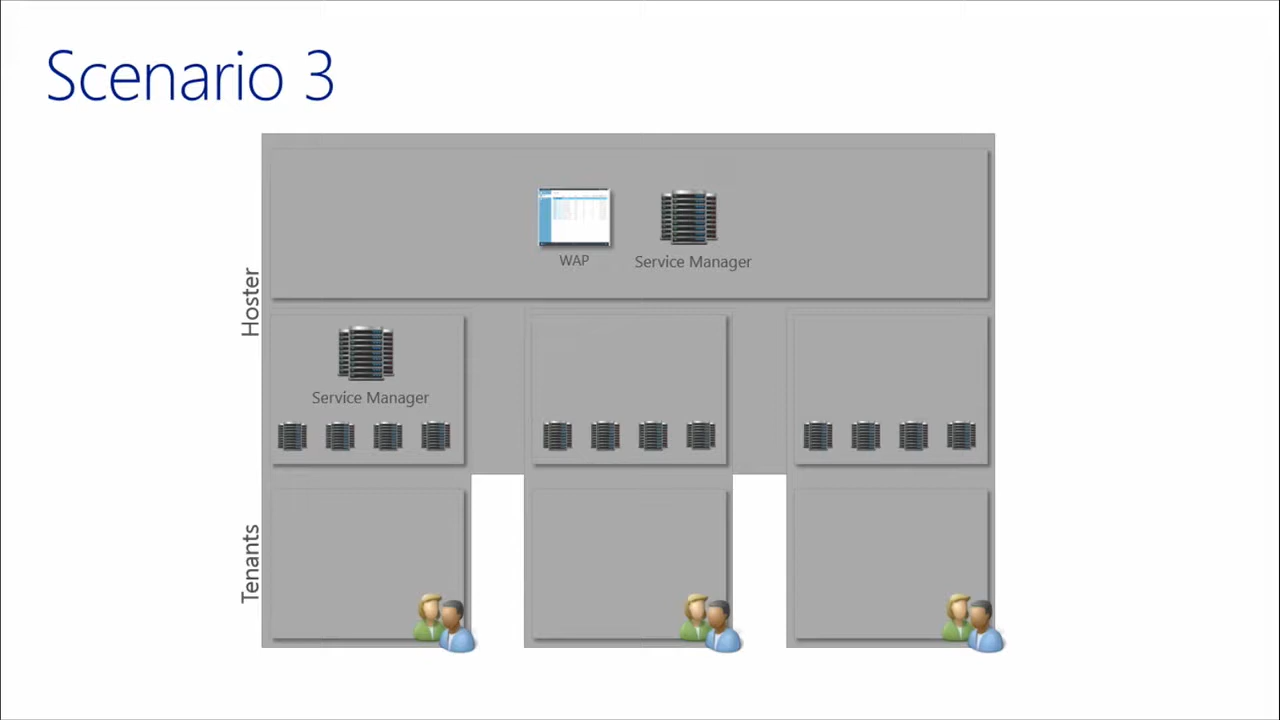 Scenario 3
WAP
Service Manager
Hoster
Service Manager
Tenants